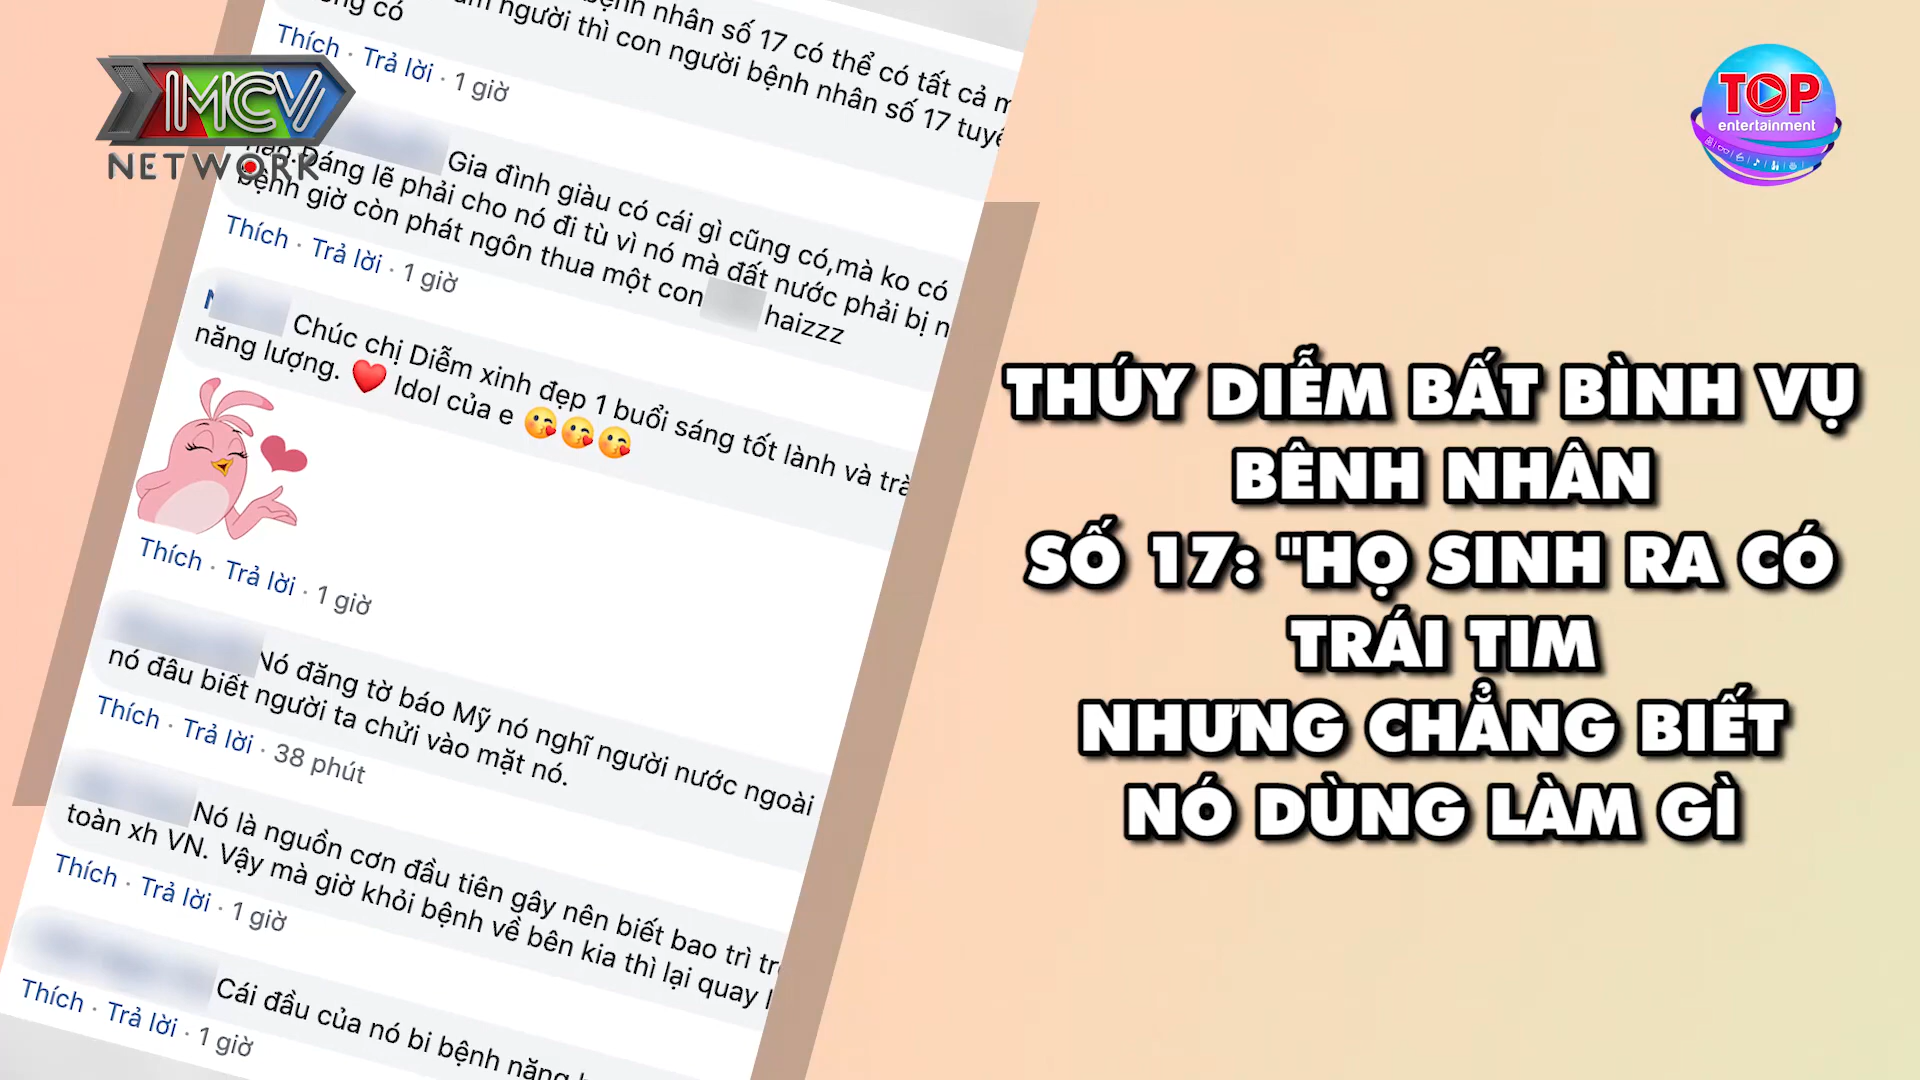 ệnh nhân số 17 có thể có tất cả m
người thì con người bệnh nhân số 17 tuyệ
có
Thích · Trả lời · 1 giờ
Gia đình giàu có cái gì cũng có,mà ko có
Đáng lẽ phải cho nó đi tù vì nó mà đất nước phải bị n
bệnh giờ còn phát ngôn thua một con haizzz
Thích · Trả lời · 1 giờ
Chúc chị Diễm xinh đẹp 1 buổi sáng tốt lành và trà
năng lượng. ❤️ Idol của e 😘😘😘
Thích · Trả lời · 1 giờ
Nó đăng tờ báo Mỹ nó nghĩ người nước ngoài
nó đâu biết người ta chửi vào mặt nó.
Thích · Trả lời · 38 phút
Nó là nguồn cơn đầu tiên gây nên biết bao trì tr
toàn xh VN. Vậy mà giờ khỏi bệnh về bên kia thì lại quay l
Thích · Trả lời · 1 giờ
Cái đầu của nó bi bệnh nặng
Thích · Trả lời · 1 giờ
MCV
NETWORK
TOP
entertainment
THÚY DIỄM BẤT BÌNH VỤ
BÊNH NHÂN
SỐ 17: "HỌ SINH RA CÓ
TRÁI TIM
NHƯNG CHẲNG BIẾT
NÓ DÙNG LÀM GÌ